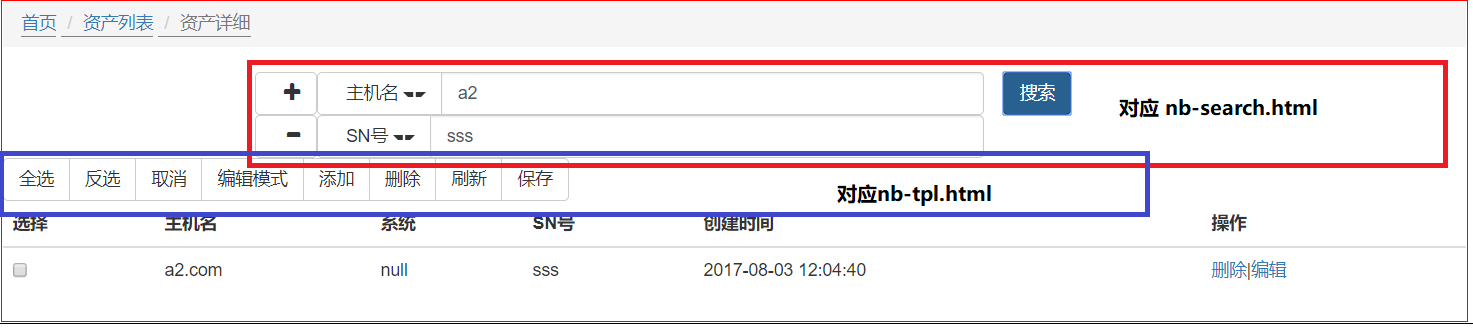 首页 / 资产列表 / 资产详细
主机名 a2 搜索
对应 nb-search.html
SN号 sss
全选 反选 取消 编辑模式 添加 删除 刷新 保存
对应nb-tpl.html
选择 主机名 系统 SN号 创建时间 操作
a2.com null sss 2017-08-03 12:04:40 删除|编辑